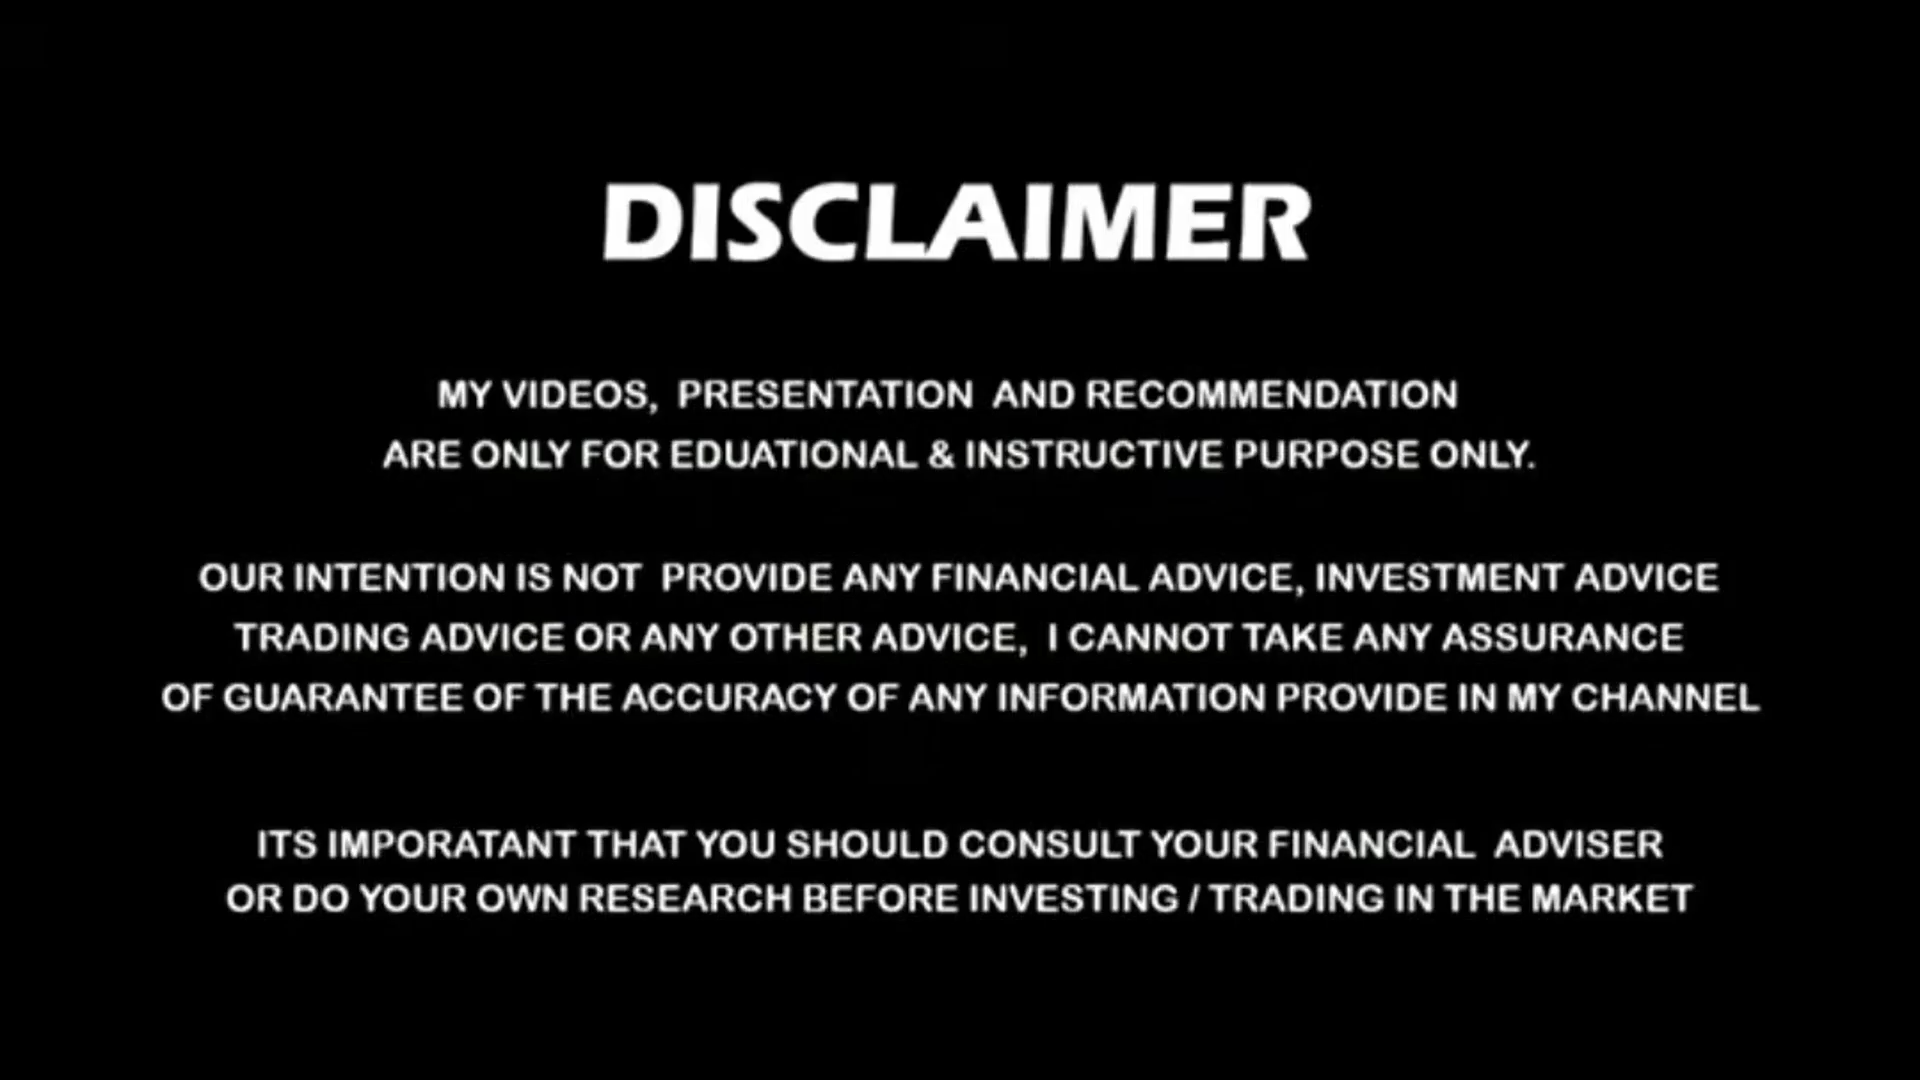 DISCLAIMER
MY VIDEOS, PRESENTATION AND RECOMMENDATION
ARE ONLY FOR EDUATIONAL & INSTRUCTIVE PURPOSE ONLY.
OUR INTENTION IS NOT PROVIDE ANY FINANCIAL ADVICE, INVESTMENT ADVICE
TRADING ADVICE OR ANY OTHER ADVICE, I CANNOT TAKE ANY ASSURANCE
OF GUARANTEE OF THE ACCURACY OF ANY INFORMATION PROVIDE IN MY CHANNEL
ITS IMPORATANT THAT YOU SHOULD CONSULT YOUR FINANCIAL ADVISER
OR DO YOUR OWN RESEARCH BEFORE INVESTING / TRADING IN THE MARKET